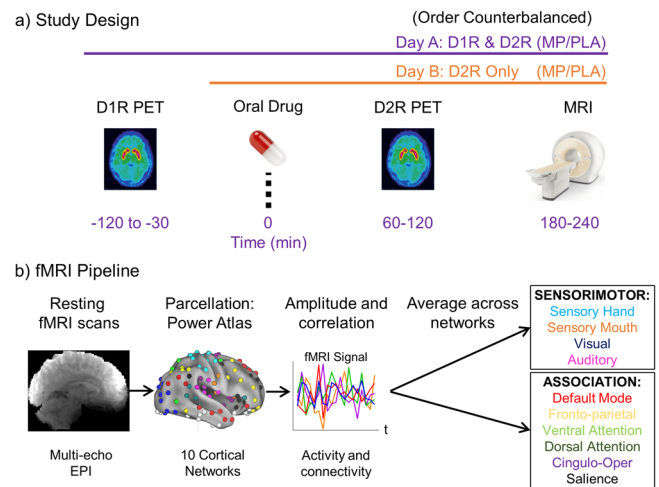 a) Study Design
(Order Counterbalanced)
Day A: D1R & D2R (MP/PLA)
Day B: D2R Only (MP/PLA)
D1R PET
Oral Drug
D2R PET
MRI
-120 to -30
0
60-120
180-240
Time (min)
b) fMRI Pipeline
Resting
fMRI scans
Parcellation:
Power Atlas
Amplitude and
correlation
Average across
networks
fMRI Signal
t
Multi-echo
EPI
10 Cortical
Networks
Activity and
connectivity
SENSORIMOTOR:
Sensory Hand
Sensory Mouth
Visual
Auditory
ASSOCIATION:
Default Mode
Fronto-parietal
Ventral Attention
Dorsal Attention
Cingulo-Oper
Salience